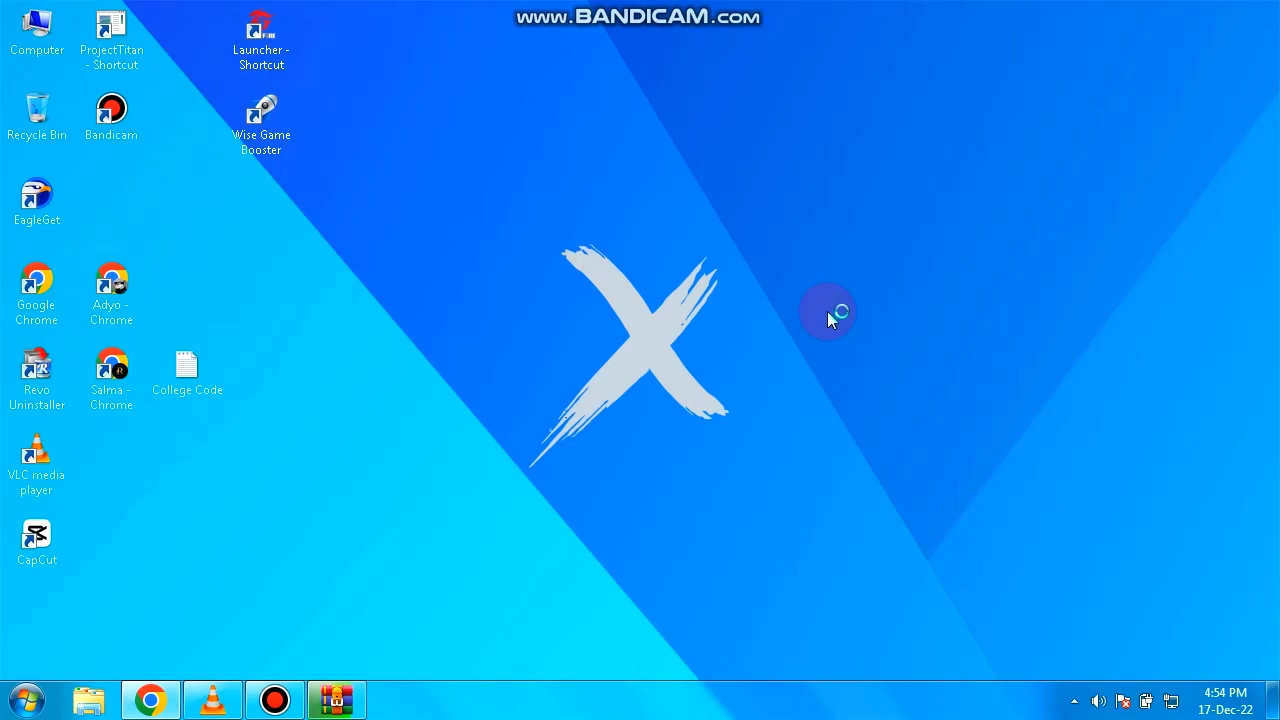 www.BANDICAM.com
Computer
ProjectTitan
- Shortcut
Launcher -
Shortcut
Recycle Bin
Bandicam
Wise Game
Booster
EagleGet
Google
Chrome
Adyo -
Chrome
Revo
Uninstaller
Salma -
Chrome
College Code
VLC media
player
CapCut
4:54 PM
17-Dec-22